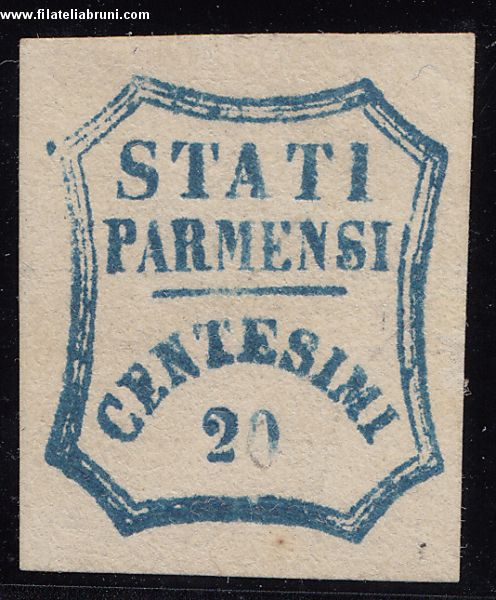 www.filateliabruni.com
STATI
PARMENSI
CENTESIMI
20